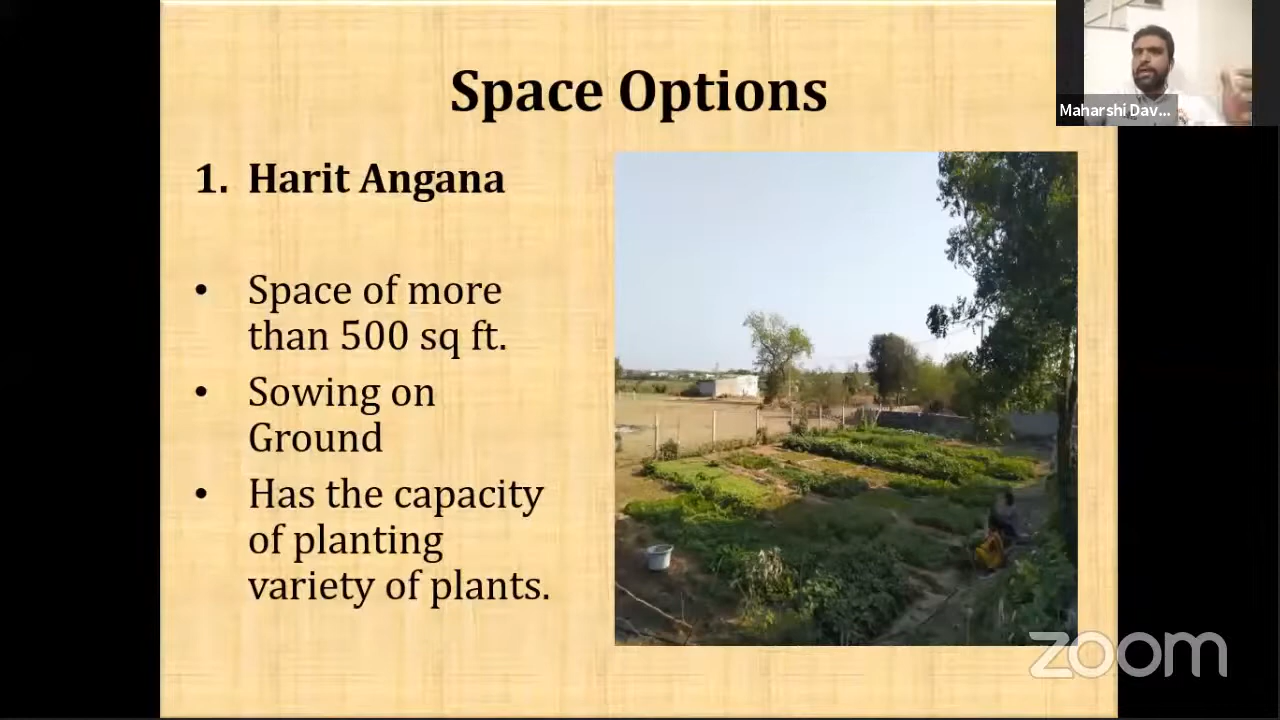 Space Options
Maharshi Dav...
1. Harit Angana
• Space of more
than 500 sq ft.
• Sowing on
Ground
• Has the capacity
of planting
variety of plants.
zoom